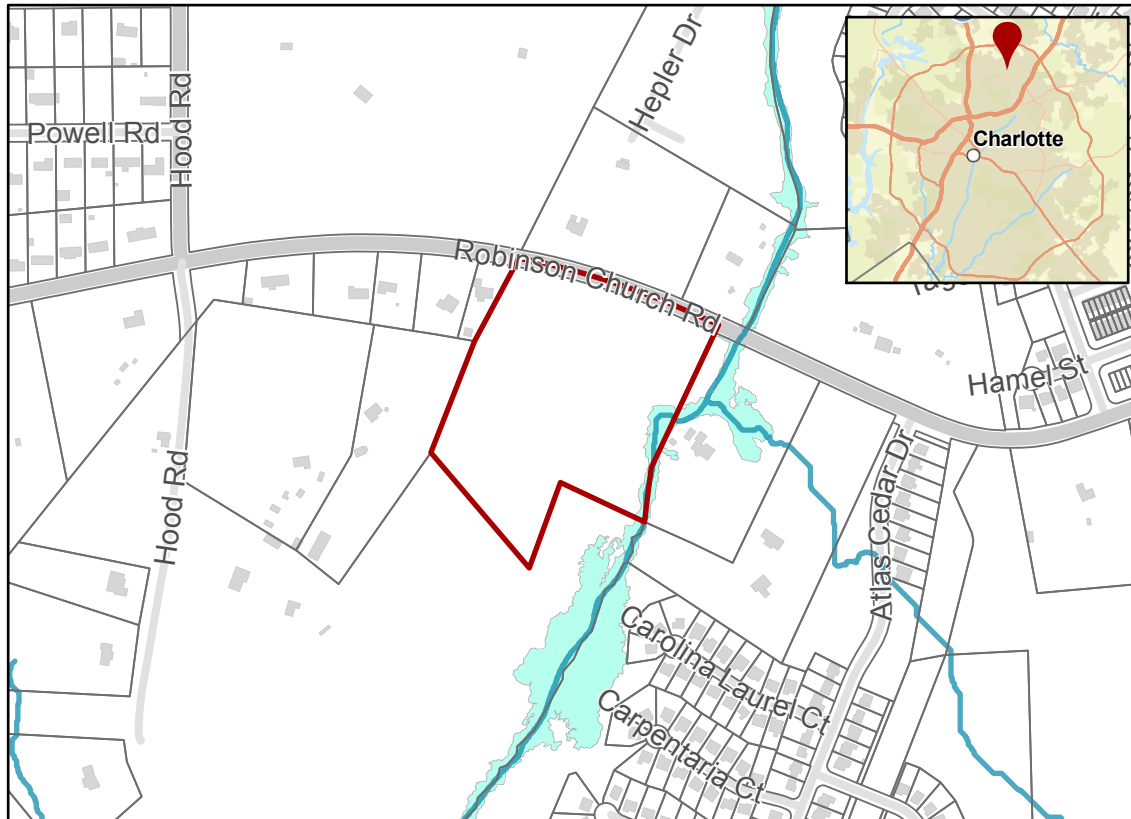 Hepler Dr
Hood Rd
Powell Rd
Charlotte
Robinson Church Rd
Hamel St
Hood Rd
Atlas Cedar Dr
Carolina Laurel Ct
Carpentaria Ct